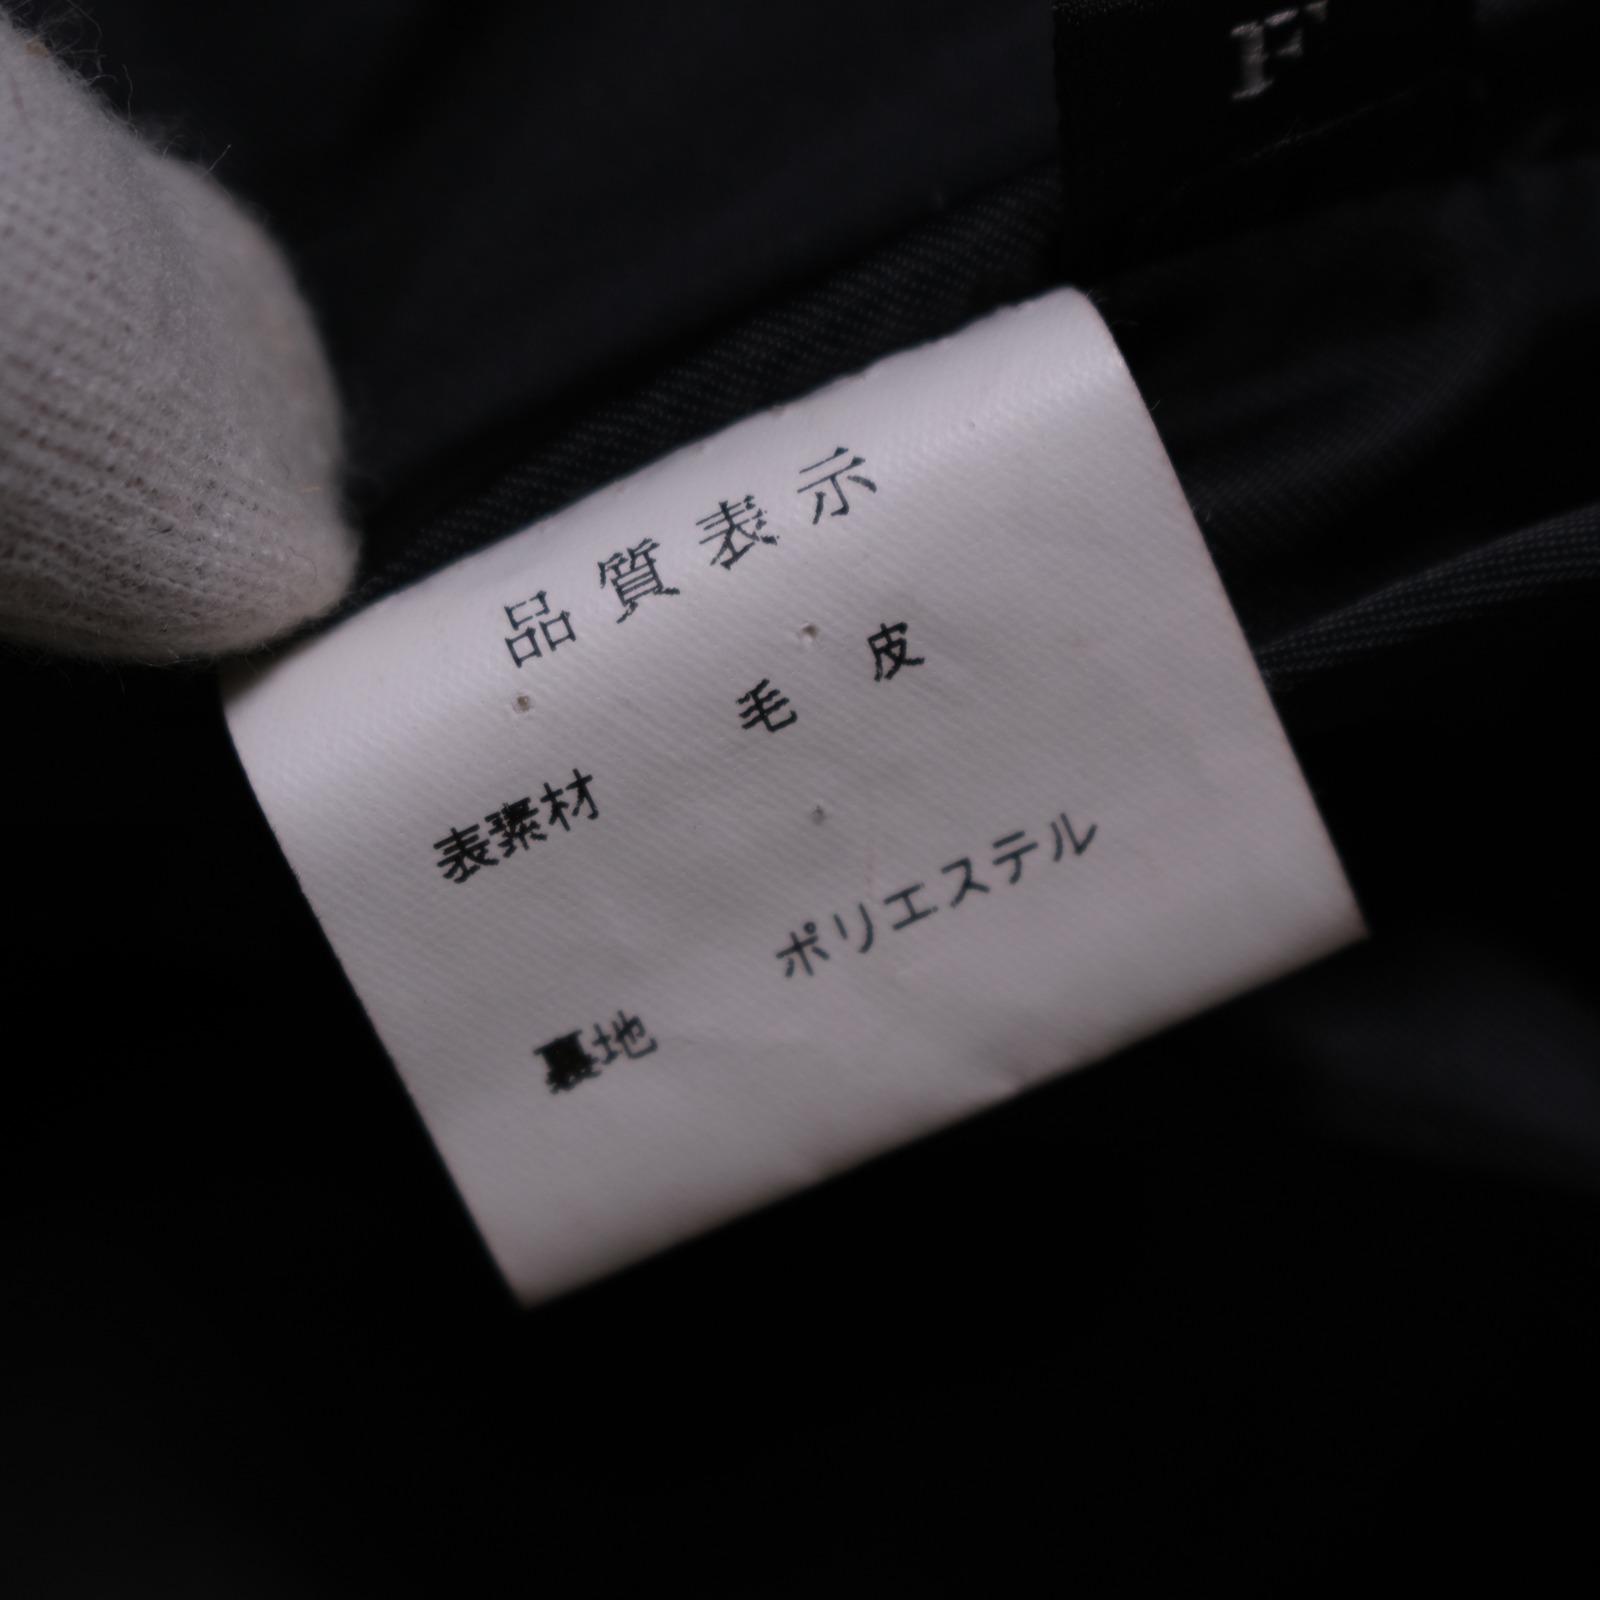 F
品質表示
表素材 毛皮
裏地 ポリエステル